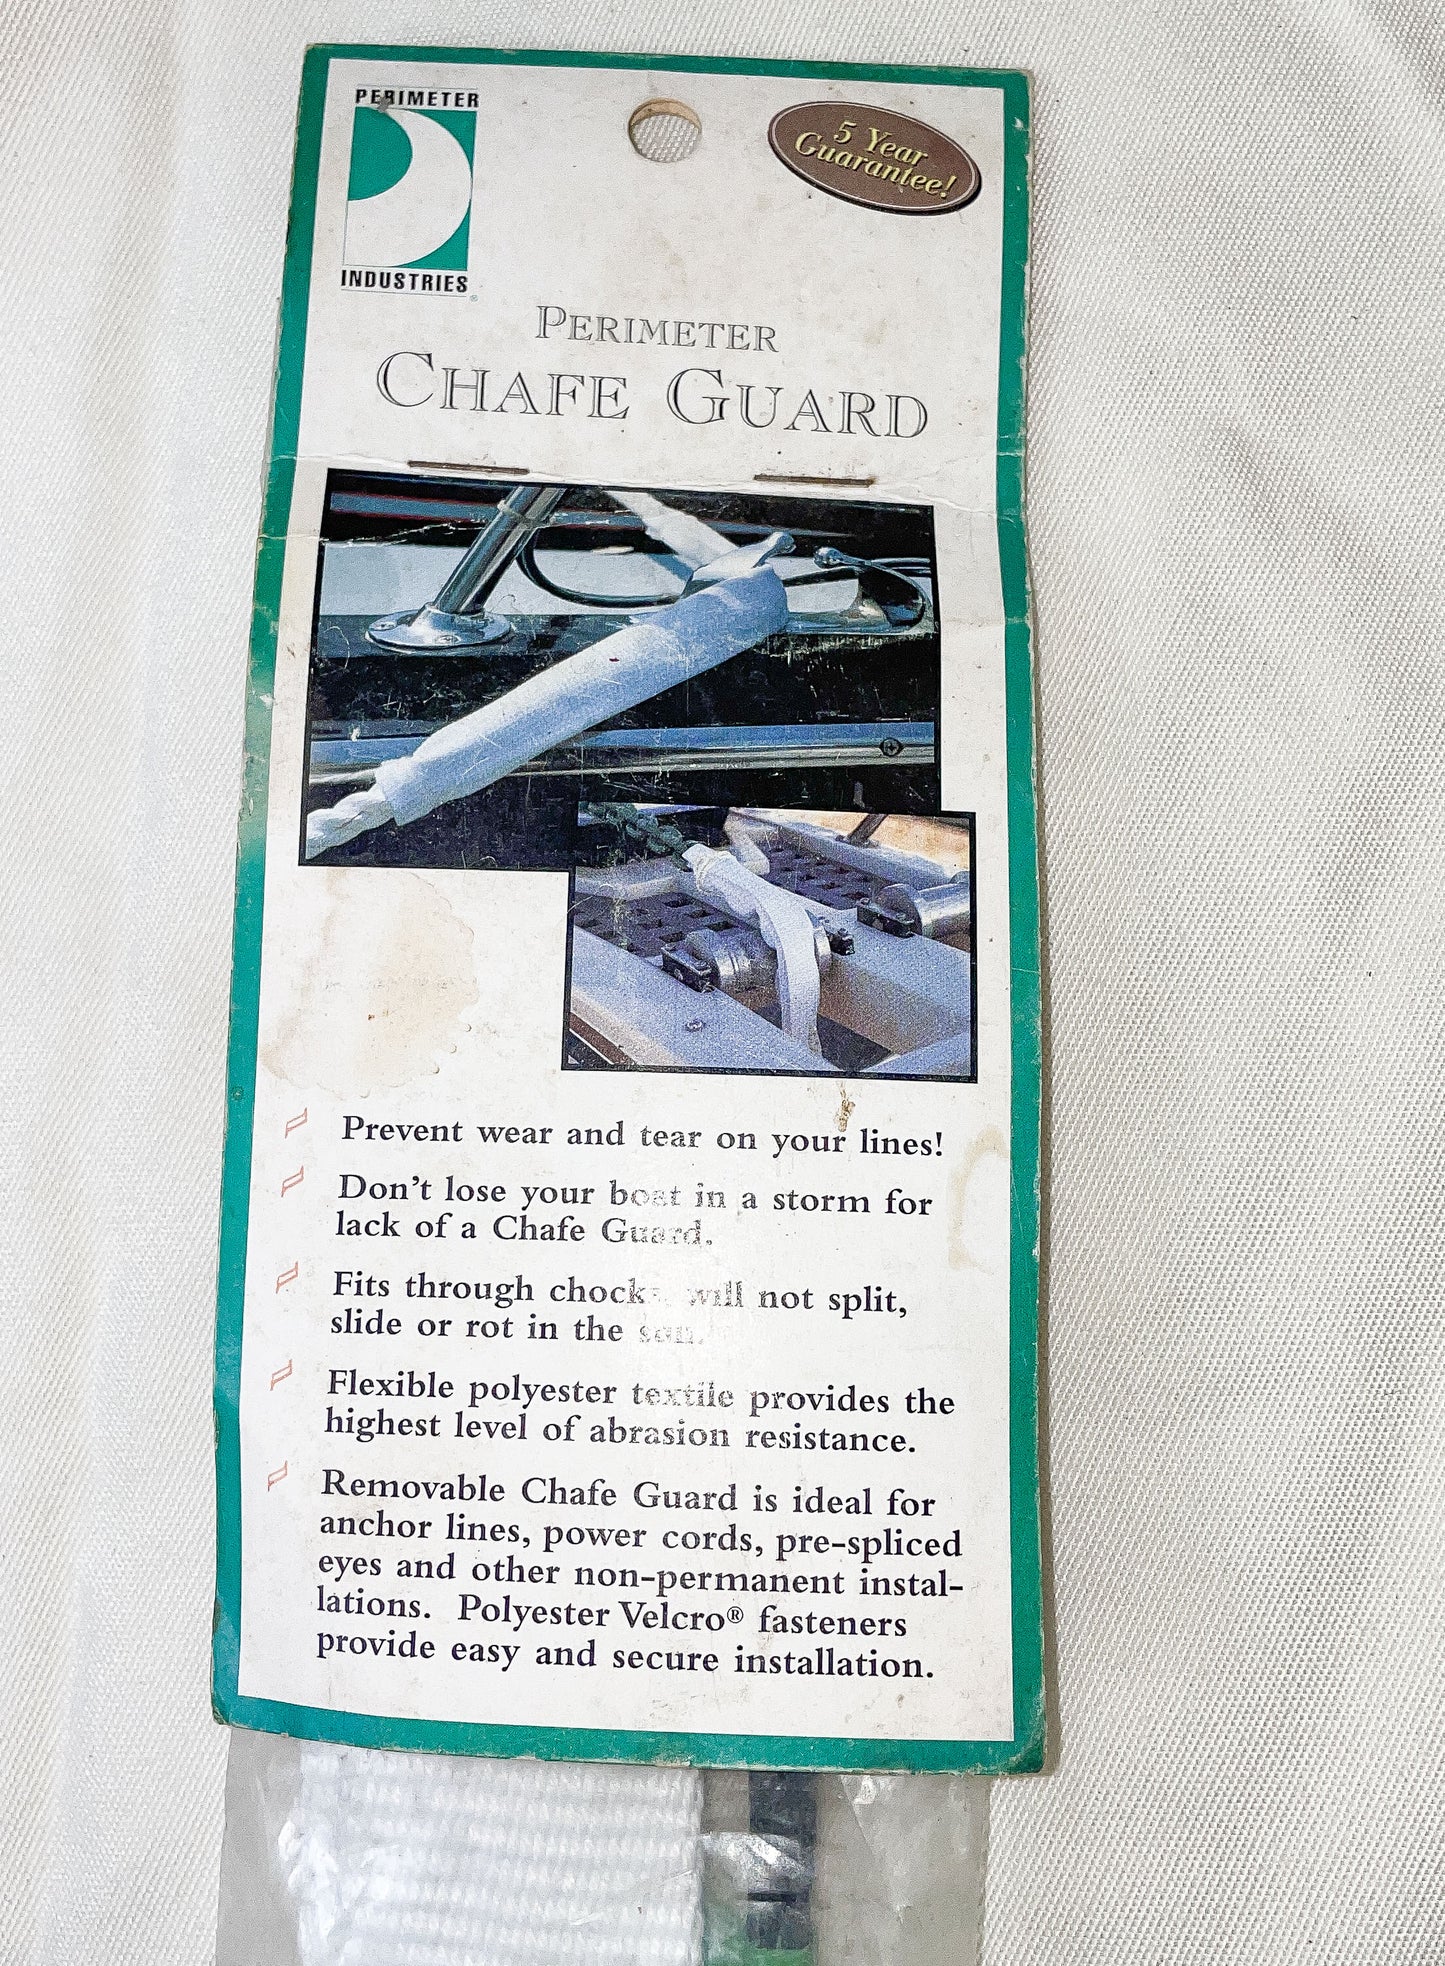 PERIMETER
INDUSTRIES
®
5 Year
Guarantee!
PERIMETER
CHAFE GUARD
Prevent wear and tear on your lines!
Don't lose your boat in a storm for
lack of a Chafe Guard.
Fits through chocks, will not split,
slide or rot in the sun.
Flexible polyester textile provides the
highest level of abrasion resistance.
Removable Chafe Guard is ideal for
anchor lines, power cords, pre-spliced
eyes and other non-permanent instal-
lations. Polyester Velcro® fasteners
provide easy and secure installation.